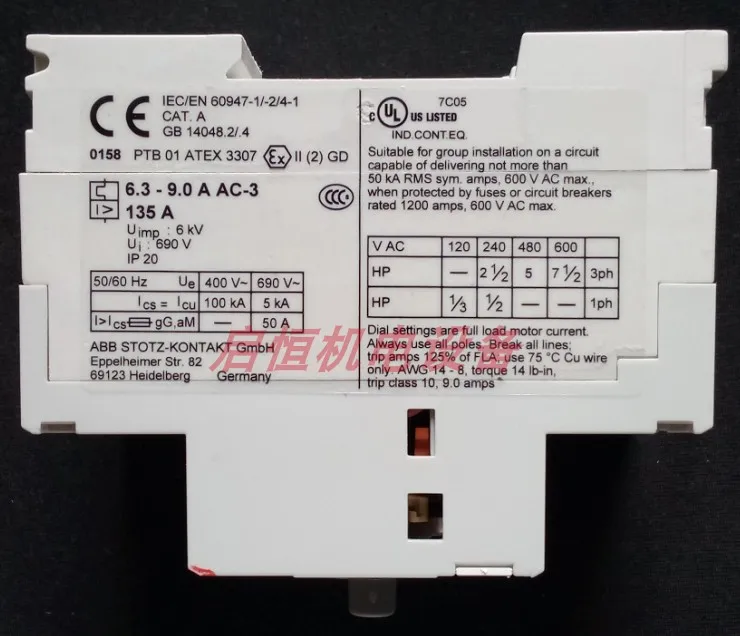 CE
IEC/EN 60947-1/-2/4-1
CAT. A
GB 14048.2/.4
0158 PTB 01 ATEX 3307 Ex II (2) GD
6.3 - 9.0 A AC-3
I>
135 A
CCC
Uimp : 6 kV
Ui : 690 V
IP 20
50/60 Hz Ue 400 V~ 690 V~
Ics = Icu 100 kA 5 kA
I>Ics gG,aM — 50 A
ABB STOTZ-KONTAKT GmbH
Eppelheimer Str. 82
69123 Heidelberg Germany
C UL US LISTED
7C05
IND.CONT.EQ.
Suitable for group installation on a circuit
capable of delivering not more than
50 kA RMS sym. amps, 600 V AC max.,
when protected by fuses or circuit breakers
rated 1200 amps, 600 V AC max.
V AC 120 240 480 600
HP — 2 1/2 5 7 1/2 3ph
HP 1/3 1/2 — — 1ph
Dial settings are full load motor current.
Always use all poles. Break all lines;
trip amps 125% of FLA, use 75 °C Cu wire
only. AWG 14 - 8, torque 14 lb-in,
trip class 10, 9.0 amps
启恒机电设备